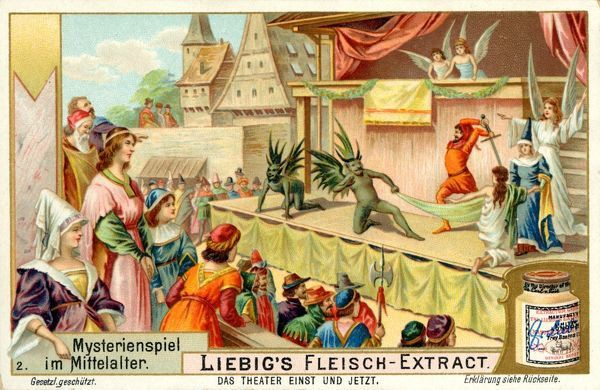 2.
Mysterienspiel
im Mittelalter.
LIEBIG'S FLEISCH-EXTRACT.
Gesetzl. geschützt.
DAS THEATER EINST UND JETZT.
Erklärung siehe Rückseite.